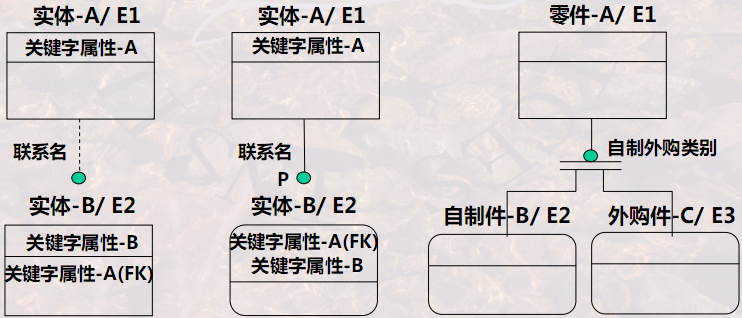 实体-A/ E1
关键字属性-A
联系名
实体-B/ E2
关键字属性-B
关键字属性-A(FK)
实体-A/ E1
关键字属性-A
联系名
P
实体-B/ E2
关键字属性-A(FK)
关键字属性-B
零件-A/ E1
自制外购类别
自制件-B/ E2
外购件-C/ E3